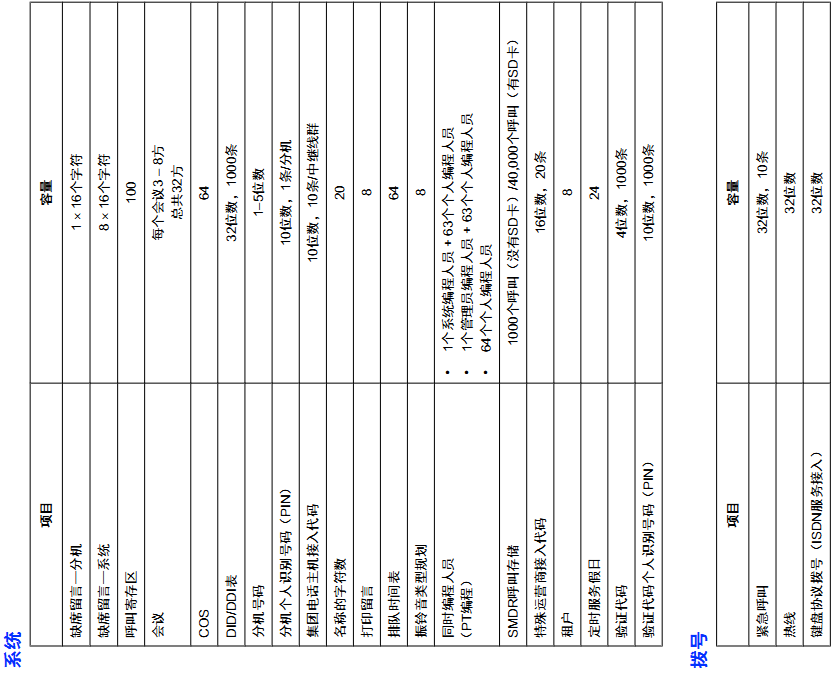 系统
项目 容量
缺席留言—分机 1 × 16个字符
缺席留言—系统 8 × 16个字符
呼叫寄存区 100
会议 每个会议3 – 8方
总共32方
COS 64
DID/DDI表 32位数，1000条
分机号码 1–5位数
分机个人识别号码（PIN） 10位数，1条/分机
集团电话主机接入代码 10位数，10条/中继线群
名称的字符数 20
打印留言 8
排队时间表 64
振铃音类型规划 8
同时编程人员
（PT编程）
• 1个系统编程人员 + 63个个人编程人员
• 1个管理员编程人员 + 63个个人编程人员
• 64个个人编程人员
SMDR呼叫存储 1000个呼叫（没有SD卡）/40,000个呼叫（有SD卡）
特殊运营商接入代码 16位数，20条
租户 8
定时服务假日 24
验证代码 4位数，1000条
验证代码个人识别号码（PIN） 10位数，1000条
拨号
项目 容量
紧急呼叫 32位数，10条
热线 32位数
键盘协议拨号（ISDN服务接入） 32位数